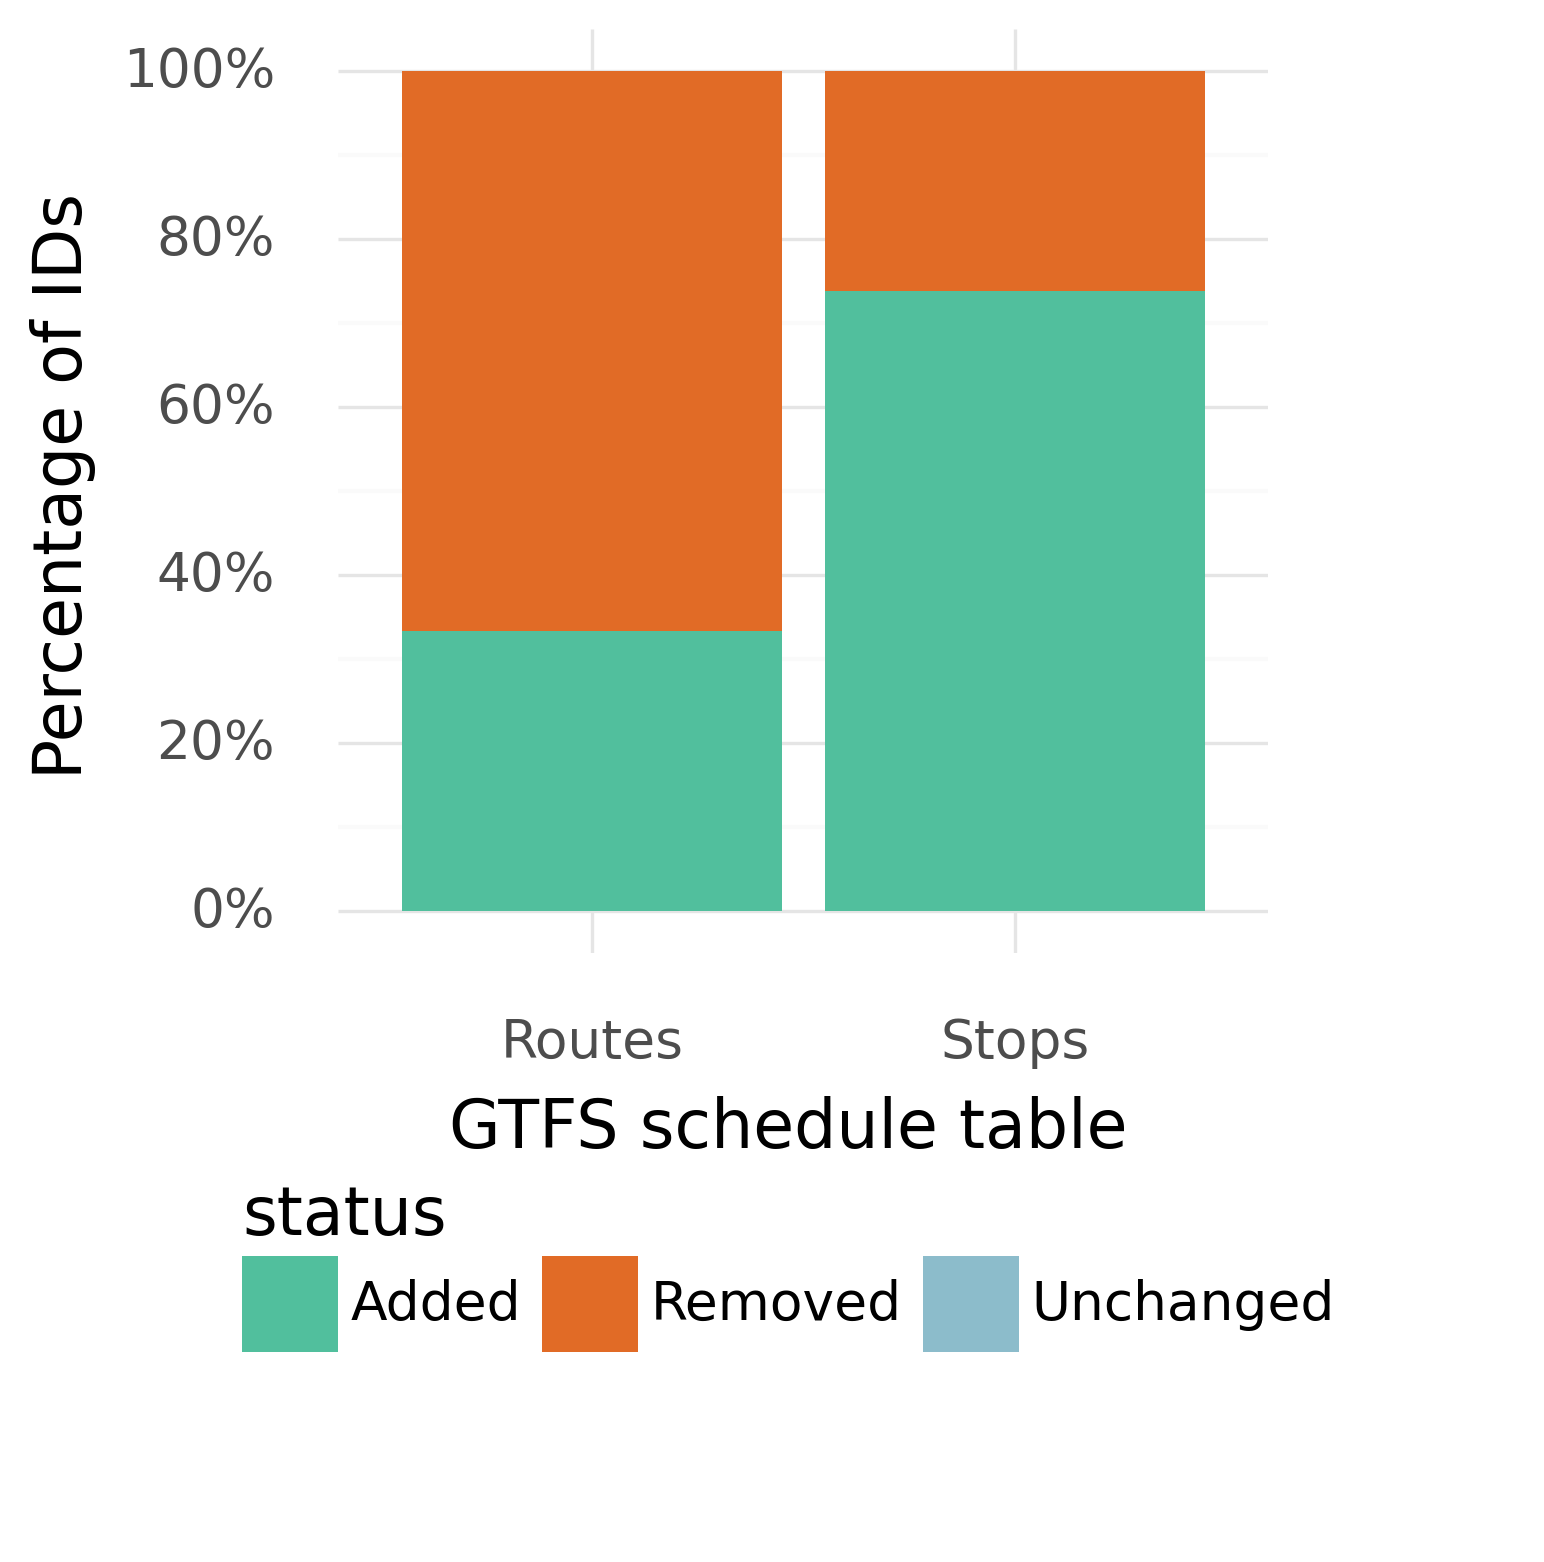 Percentage of IDs
100%
80%
60%
40%
20%
0%
Routes Stops
GTFS schedule table
status
Added Removed Unchanged